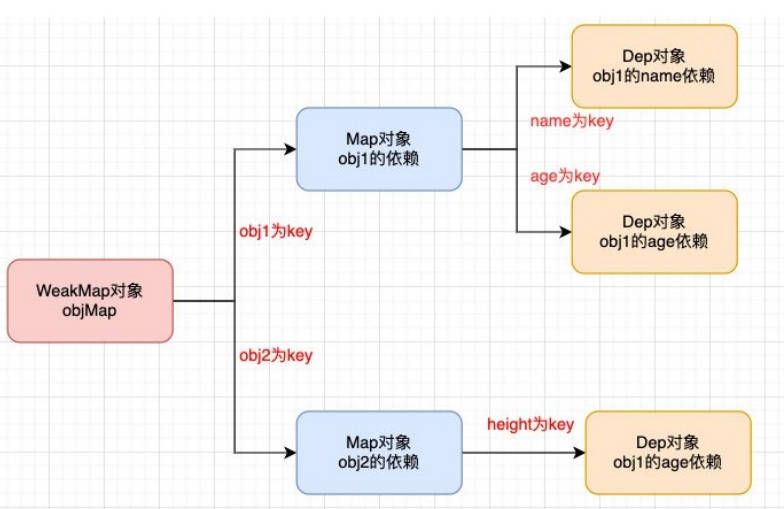 Dep对象
obj1的name依赖
name为key
Map对象
obj1的依赖
age为key
Dep对象
obj1的age依赖
obj1为key
WeakMap对象
objMap
obj2为key
height为key
Map对象
obj2的依赖
Dep对象
obj1的age依赖